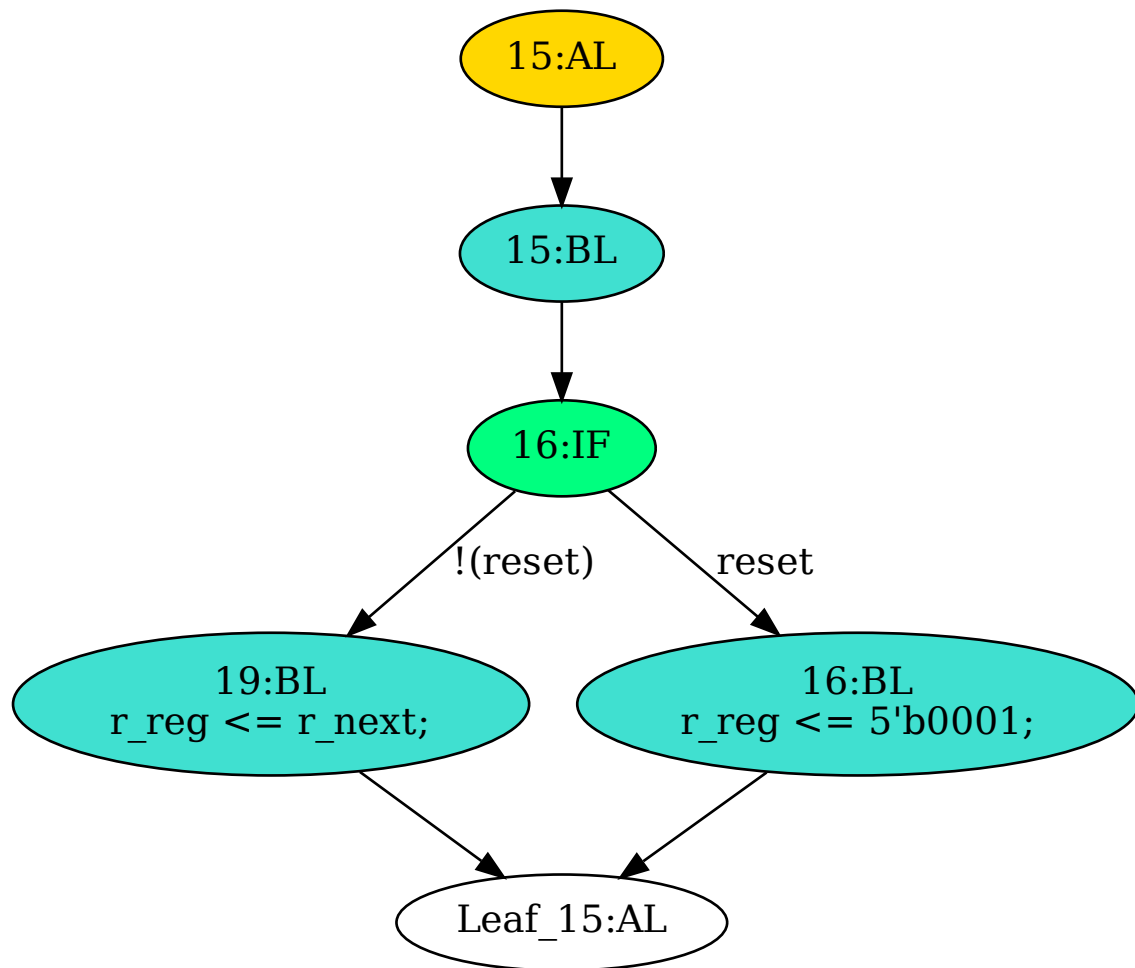 15:AL
15:BL
16:IF
!(reset)
reset
19:BL
r_reg <= r_next;
16:BL
r_reg <= 5'b0001;
Leaf_15:AL